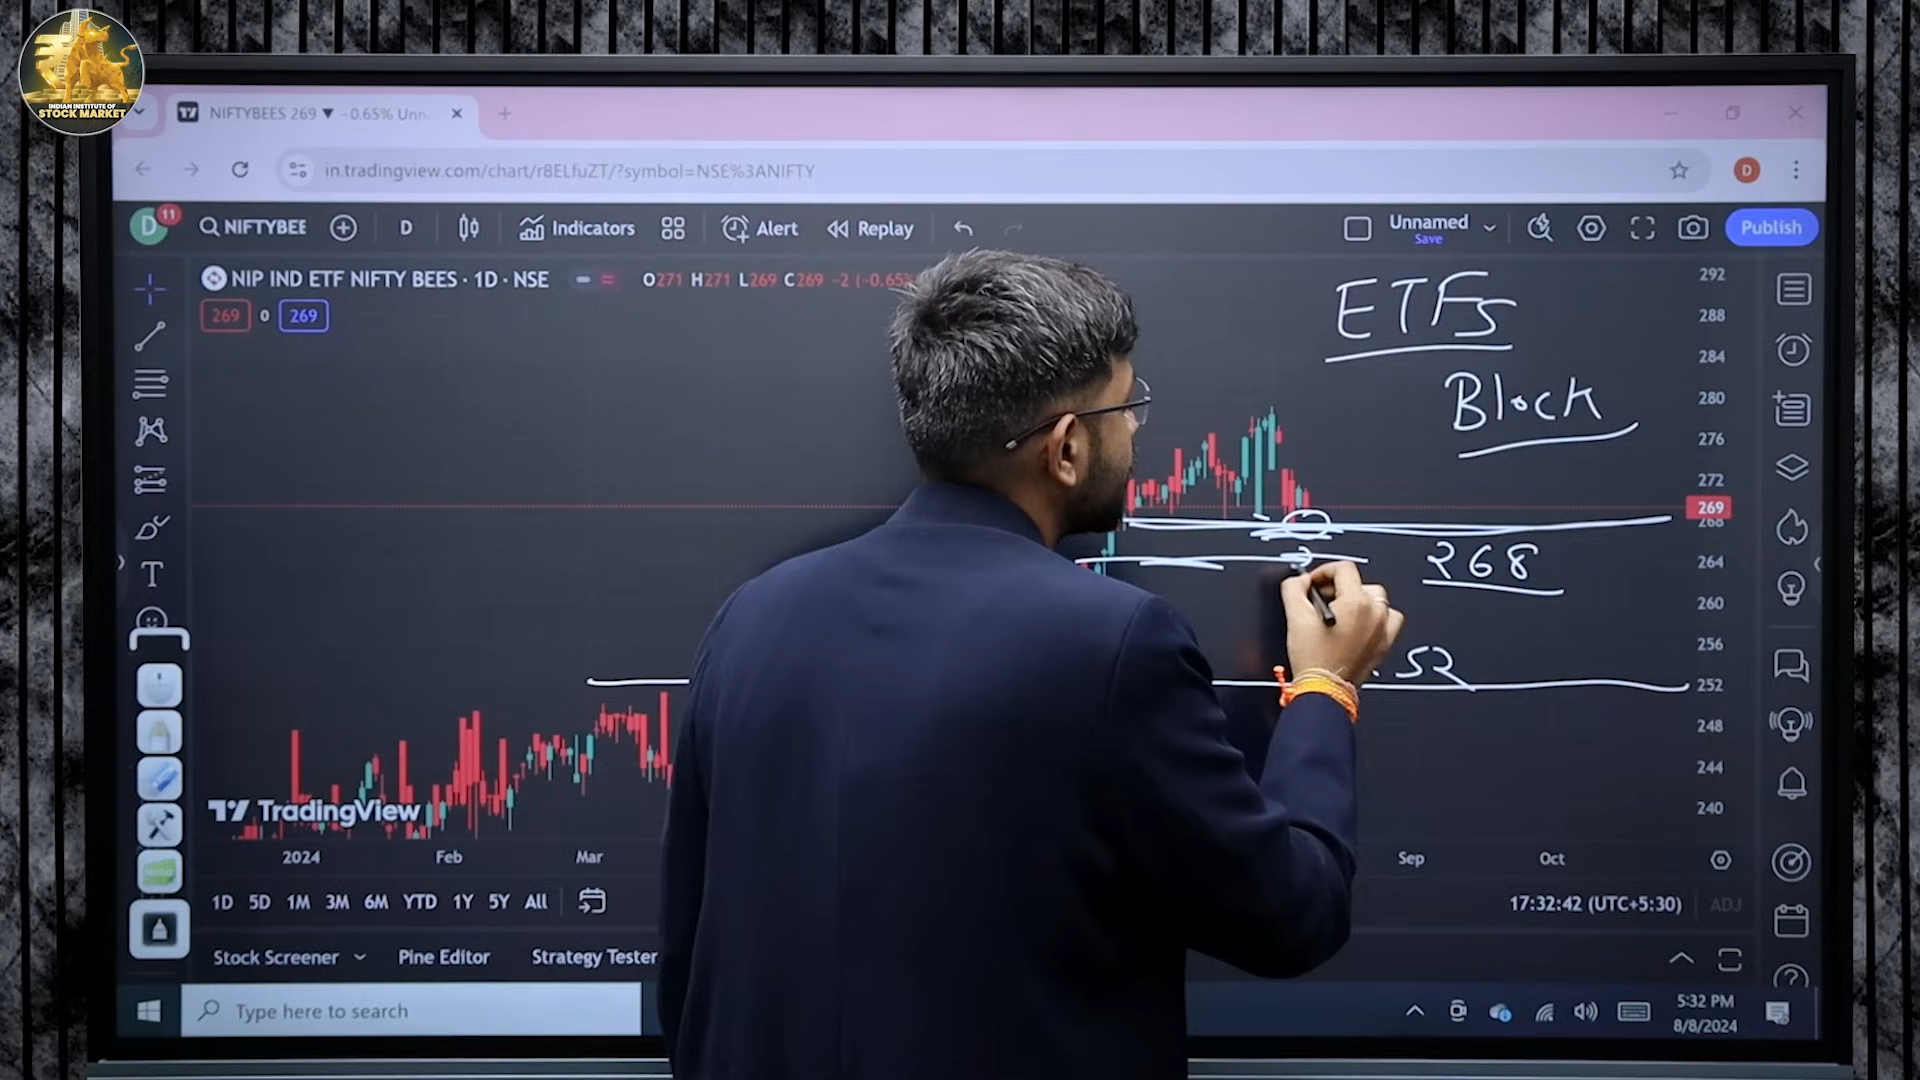 INDIAN INSTITUTE OF
STOCK MARKET
NIFTYBEES 269 ▼ −0.65% Unn...
in.tradingview.com/chart/r8ELfuZT/?symbol=NSE%3ANIFTY
D
D
11
NIFTYBEE
D
Indicators
Alert
Replay
Unnamed
Save
Publish
NIP IND ETF NIFTY BEES · 1D · NSE
O271 H271 L269 C269 −2 (−0.65%
269
0
269
ETFs
Block
268
.52
292
288
284
280
276
272
269
268
264
260
256
252
248
244
240
TradingView
2024
Feb
Mar
Sep
Oct
1D 5D 1M 3M 6M YTD 1Y 5Y All
17:32:42 (UTC+5:30)
ADJ
Stock Screener
Pine Editor
Strategy Tester
Type here to search
5:32 PM
8/8/2024